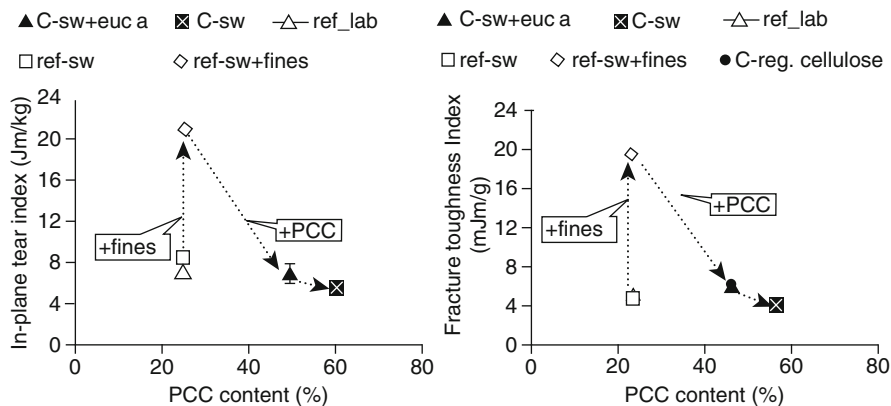 C-sw+euc a C-sw ref_lab
ref-sw ref-sw+fines
In-plane tear index (Jm/kg)
24
20
16
12
8
4
0
+fines
+PCC
0 20 40 60 80
PCC content (%)
C-sw+euc a C-sw ref_lab
ref-sw ref-sw+fines C-reg. cellulose
Fracture toughness Index
(mJm/g)
24
20
16
12
8
4
0
+fines
+PCC
0 20 40 60 80
PCC content (%)